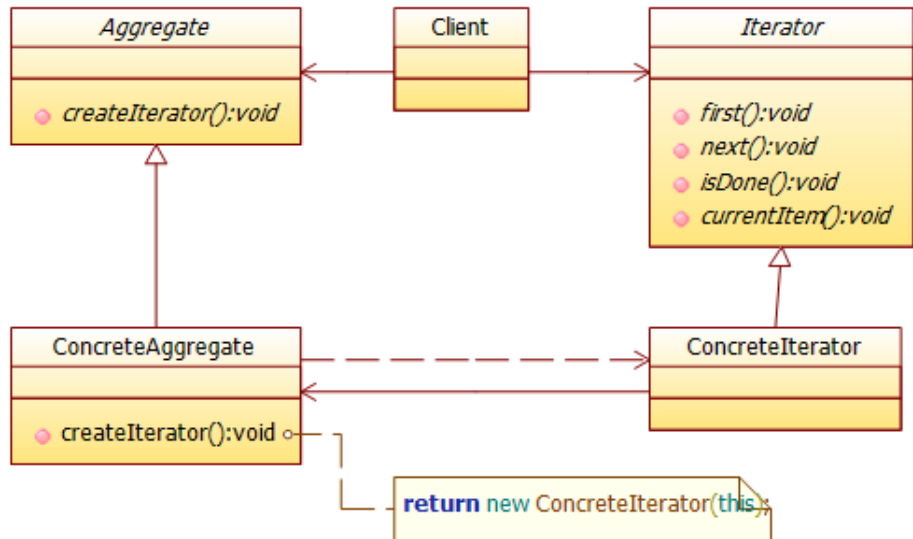 Aggregate
createIterator():void
Client
Iterator
first():void
next():void
isDone():void
currentItem():void
ConcreteAggregate
createIterator():void
ConcreteIterator
return new ConcreteIterator(this);